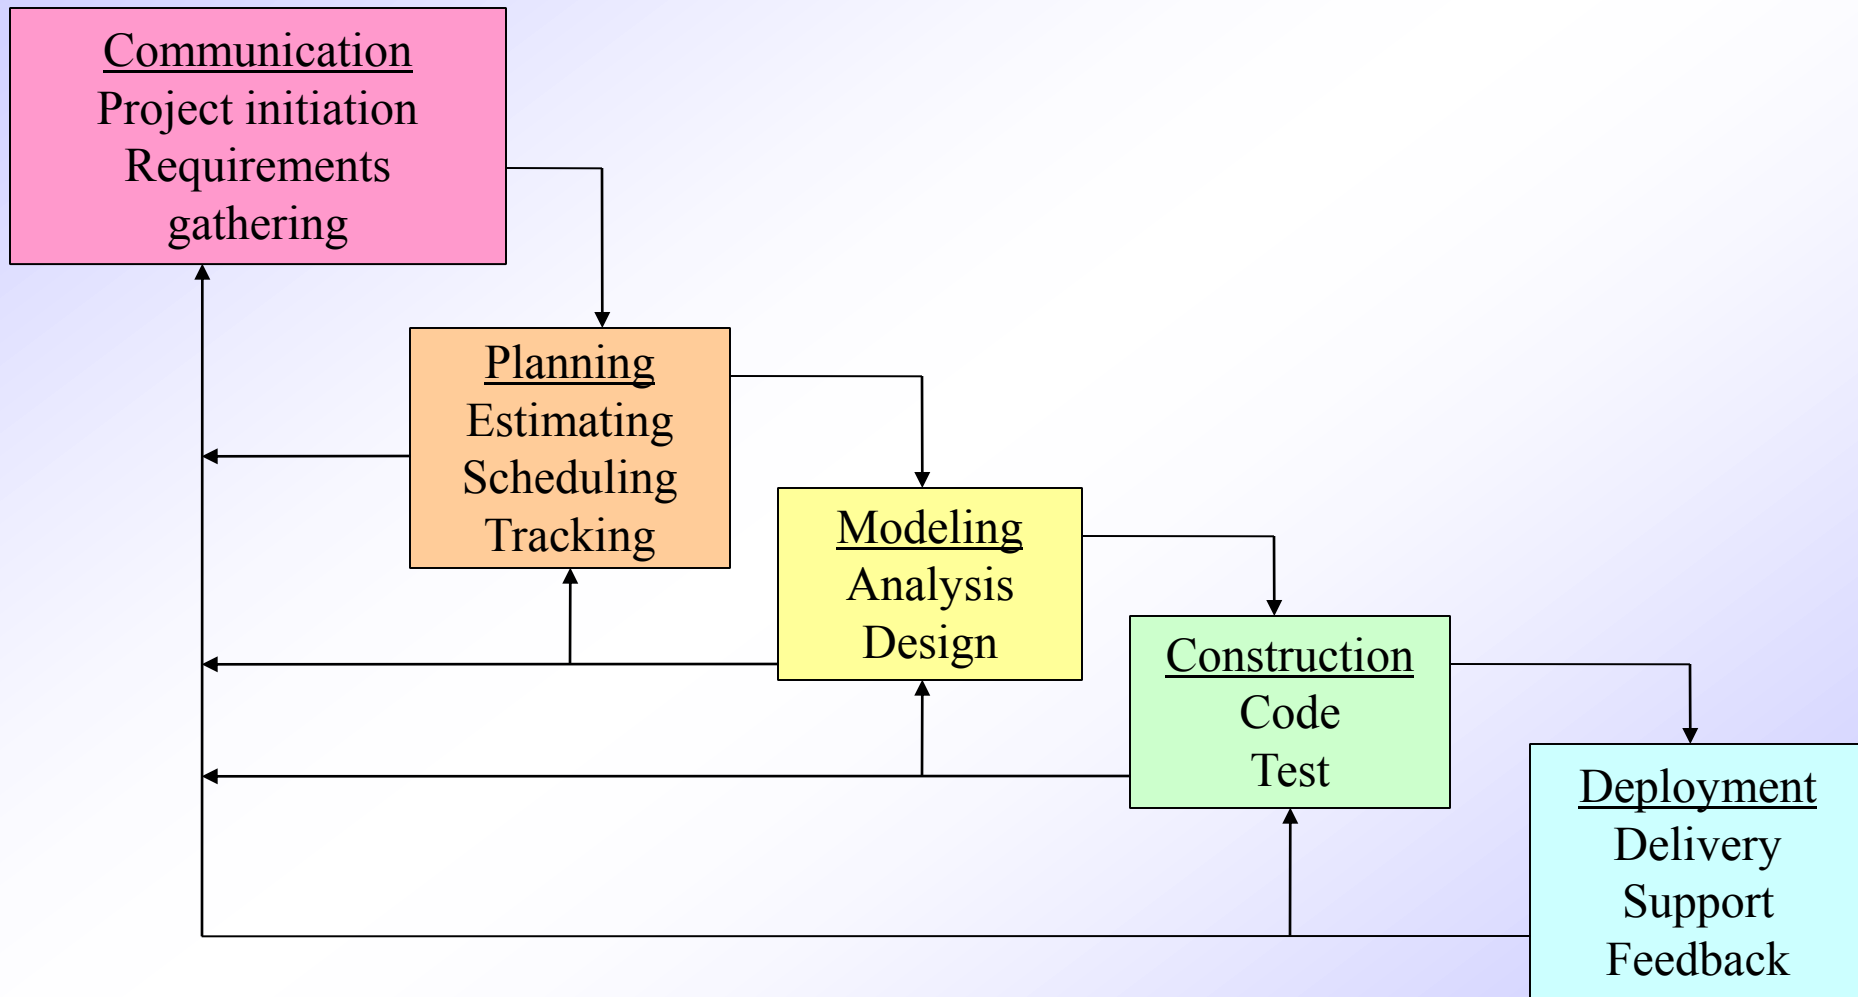 Communication
Project initiation
Requirements
gathering
Planning
Estimating
Scheduling
Tracking
Modeling
Analysis
Design
Construction
Code
Test
Deployment
Delivery
Support
Feedback